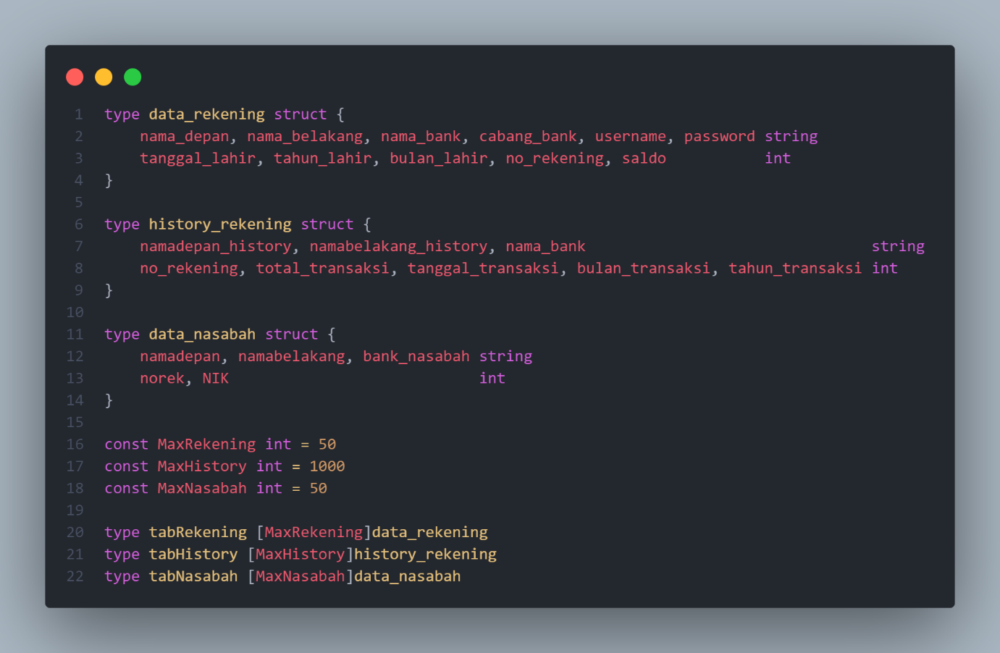 1 type data_rekening struct {
2 nama_depan, nama_belakang, nama_bank, cabang_bank, username, password string
3 tanggal_lahir, tahun_lahir, bulan_lahir, no_rekening, saldo int
4 }
5
6 type history_rekening struct {
7 namadepan_history, namabelakang_history, nama_bank string
8 no_rekening, total_transaksi, tanggal_transaksi, bulan_transaksi, tahun_transaksi int
9 }
10
11 type data_nasabah struct {
12 namadepan, namabelakang, bank_nasabah string
13 norek, NIK int
14 }
15
16 const MaxRekening int = 50
17 const MaxHistory int = 1000
18 const MaxNasabah int = 50
19
20 type tabRekening [MaxRekening]data_rekening
21 type tabHistory [MaxHistory]history_rekening
22 type tabNasabah [MaxNasabah]data_nasabah